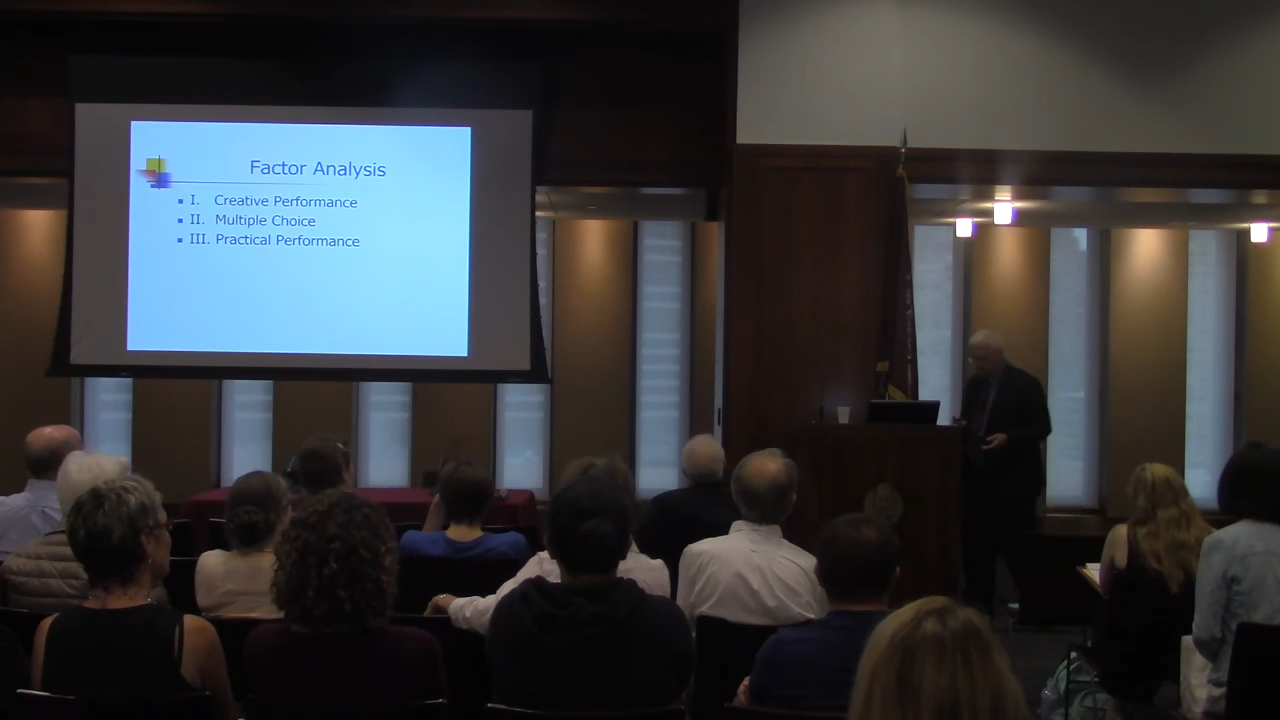 Factor Analysis
I. Creative Performance
II. Multiple Choice
III. Practical Performance